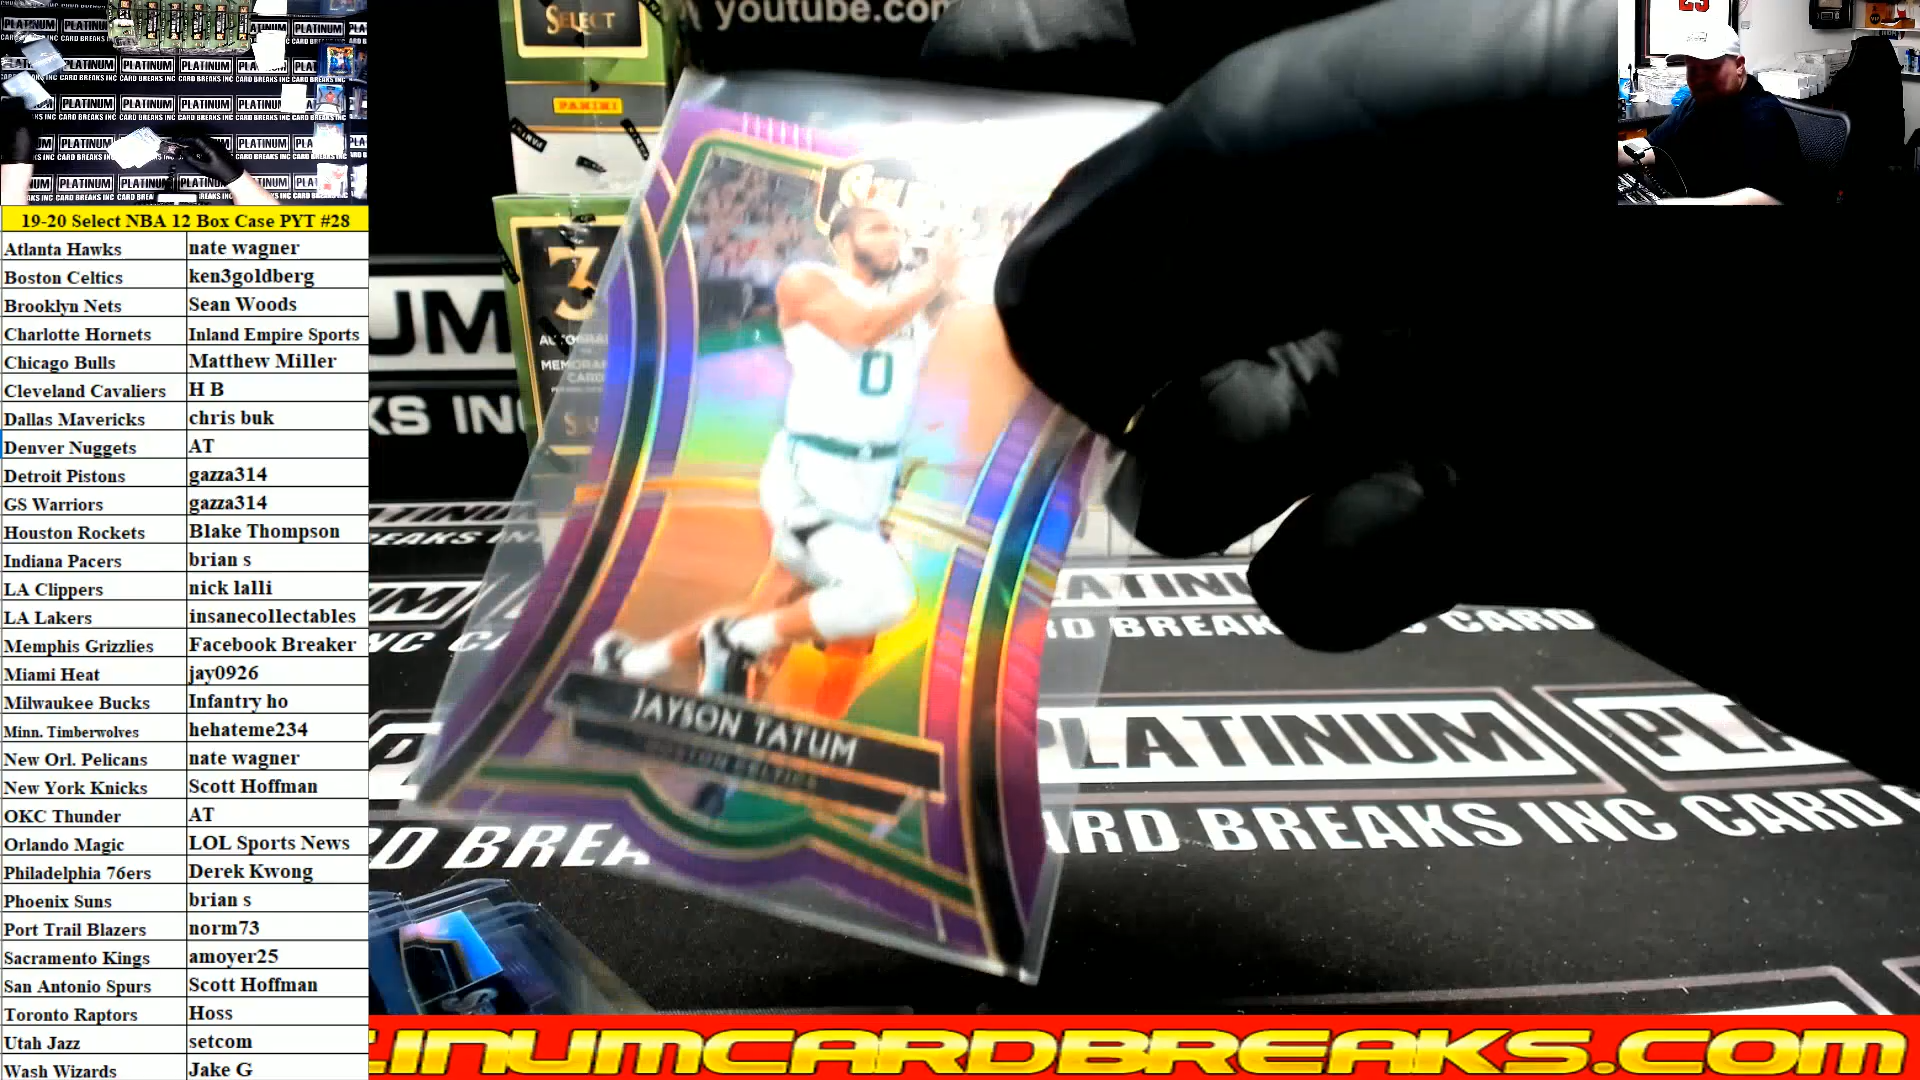 19-20 Select NBA 12 Box Case PYT #28
Atlanta Hawks nate wagner
Boston Celtics ken3goldberg
Brooklyn Nets Sean Woods
Charlotte Hornets Inland Empire Sports
Chicago Bulls Matthew Miller
Cleveland Cavaliers H B
Dallas Mavericks chris buk
Denver Nuggets AT
Detroit Pistons gazza314
GS Warriors gazza314
Houston Rockets Blake Thompson
Indiana Pacers brian s
LA Clippers nick lalli
LA Lakers insanecollectables
Memphis Grizzlies Facebook Breaker
Miami Heat jay0926
Milwaukee Bucks Infantry ho
Minn. Timberwolves hehateme234
New Orl. Pelicans nate wagner
New York Knicks Scott Hoffman
OKC Thunder AT
Orlando Magic LOL Sports News
Philadelphia 76ers Derek Kwong
Phoenix Suns brian s
Port Trail Blazers norm73
Sacramento Kings amoyer25
San Antonio Spurs Scott Hoffman
Toronto Raptors Hoss
Utah Jazz setcom
Wash Wizards Jake G
youtube.com
SELECT
PANINI
3
0
JAYSON TATUM
BOSTON CELTICS
PLATINUM
CARD BREAKS INC CARD
LINUMCARDBREAKS.COM